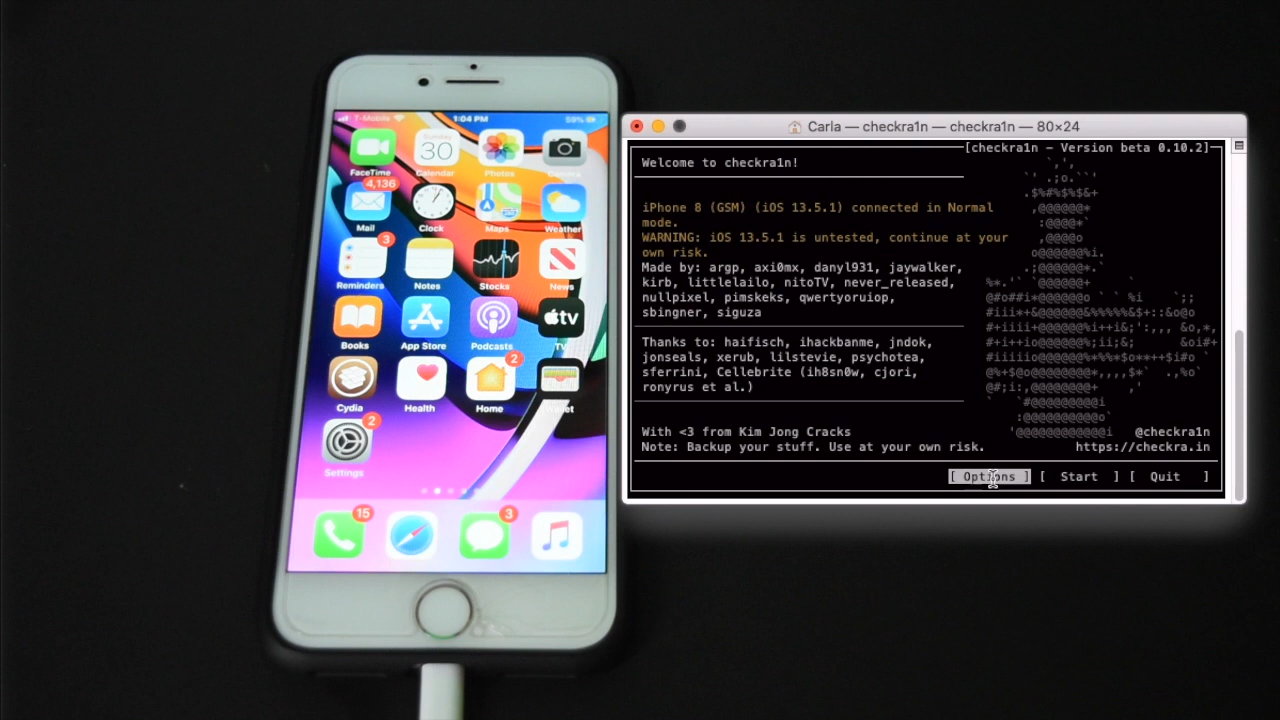 T-Mobile
1:04 PM
59%
Sunday
30
FaceTime
Calendar
Photos
Camera
4,136
Mail
Clock
Maps
Weather
3
Reminders
Notes
Stocks
News
tv
Books
App Store
Podcasts
TV
2
Cydia
Health
Home
Wallet
2
Settings
15
3
Carla — checkra1n — checkra1n — 80×24
[checkra1n - Version beta 0.10.2]
Welcome to checkra1n!
iPhone 8 (GSM) (iOS 13.5.1) connected in Normal
mode.
WARNING: iOS 13.5.1 is untested, continue at your
own risk.
Made by: argp, axi0mx, danyl931, jaywalker,
kirb, littlelailo, nitoTV, never_released,
nullpixel, pimskeks, qwertyoruiop,
sbingner, siguza
Thanks to: haifisch, ihackbanme, jndok,
jonseals, xerub, lilstevie, psychotea,
sferrini, Cellebrite (ih8sn0w, cjori,
ronyrus et al.)
With <3 from Kim Jong Cracks @checkra1n
Note: Backup your stuff. Use at your own risk. https://checkra.in
[ Options ] [ Start ] [ Quit ]